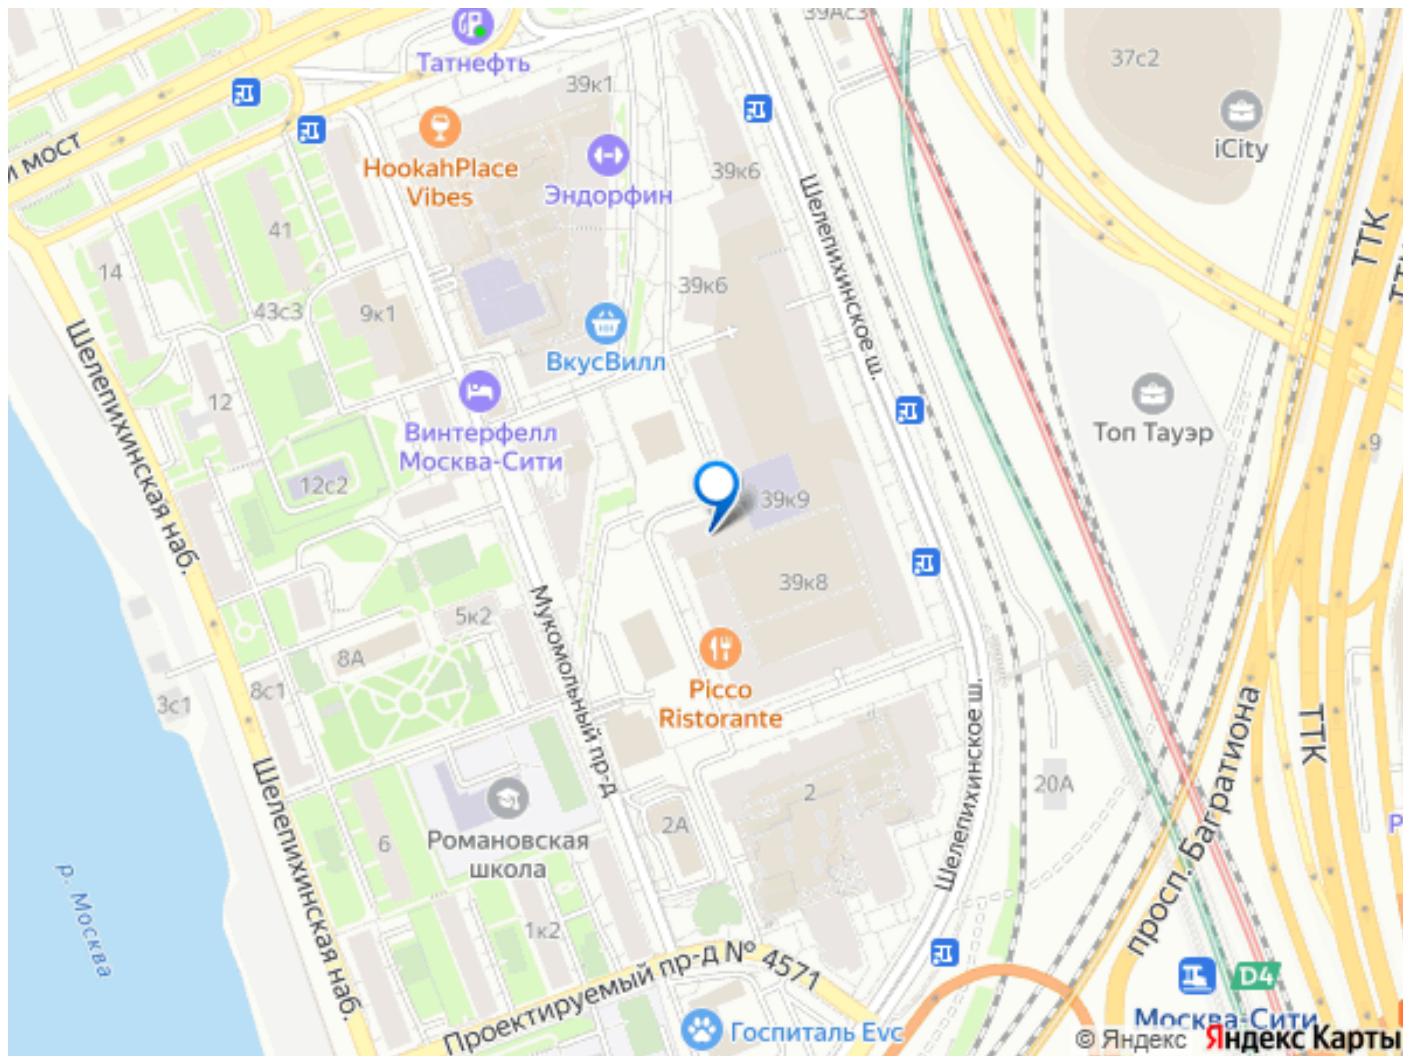 39Ас3
Татнефть
37с2
39к1
и мост
HookahPlace
Vibes
Эндорфин
39к6
iCity
Шелепихинское ш.
ТТК
ТТК
41
14
43с3
9к1
39к6
ВкусВилл
Шелепихинская наб.
12
Винтерфелл
Москва-Сити
Топ Тауэр
9
12с2
39к9
39к8
Мукомольный пр-д
5к2
8А
8с1
3с1
Picco
Ristorante
Шелепихинское ш.
просп. Багратиона
ТТК
Шелепихинская наб.
2
20А
Романовская
школа
2А
6
р. Москва
1к2
Проектируемый пр-д № 4571
D4
Москва-Сити
Госпиталь Evc
© Яндекс Яндекс Карты